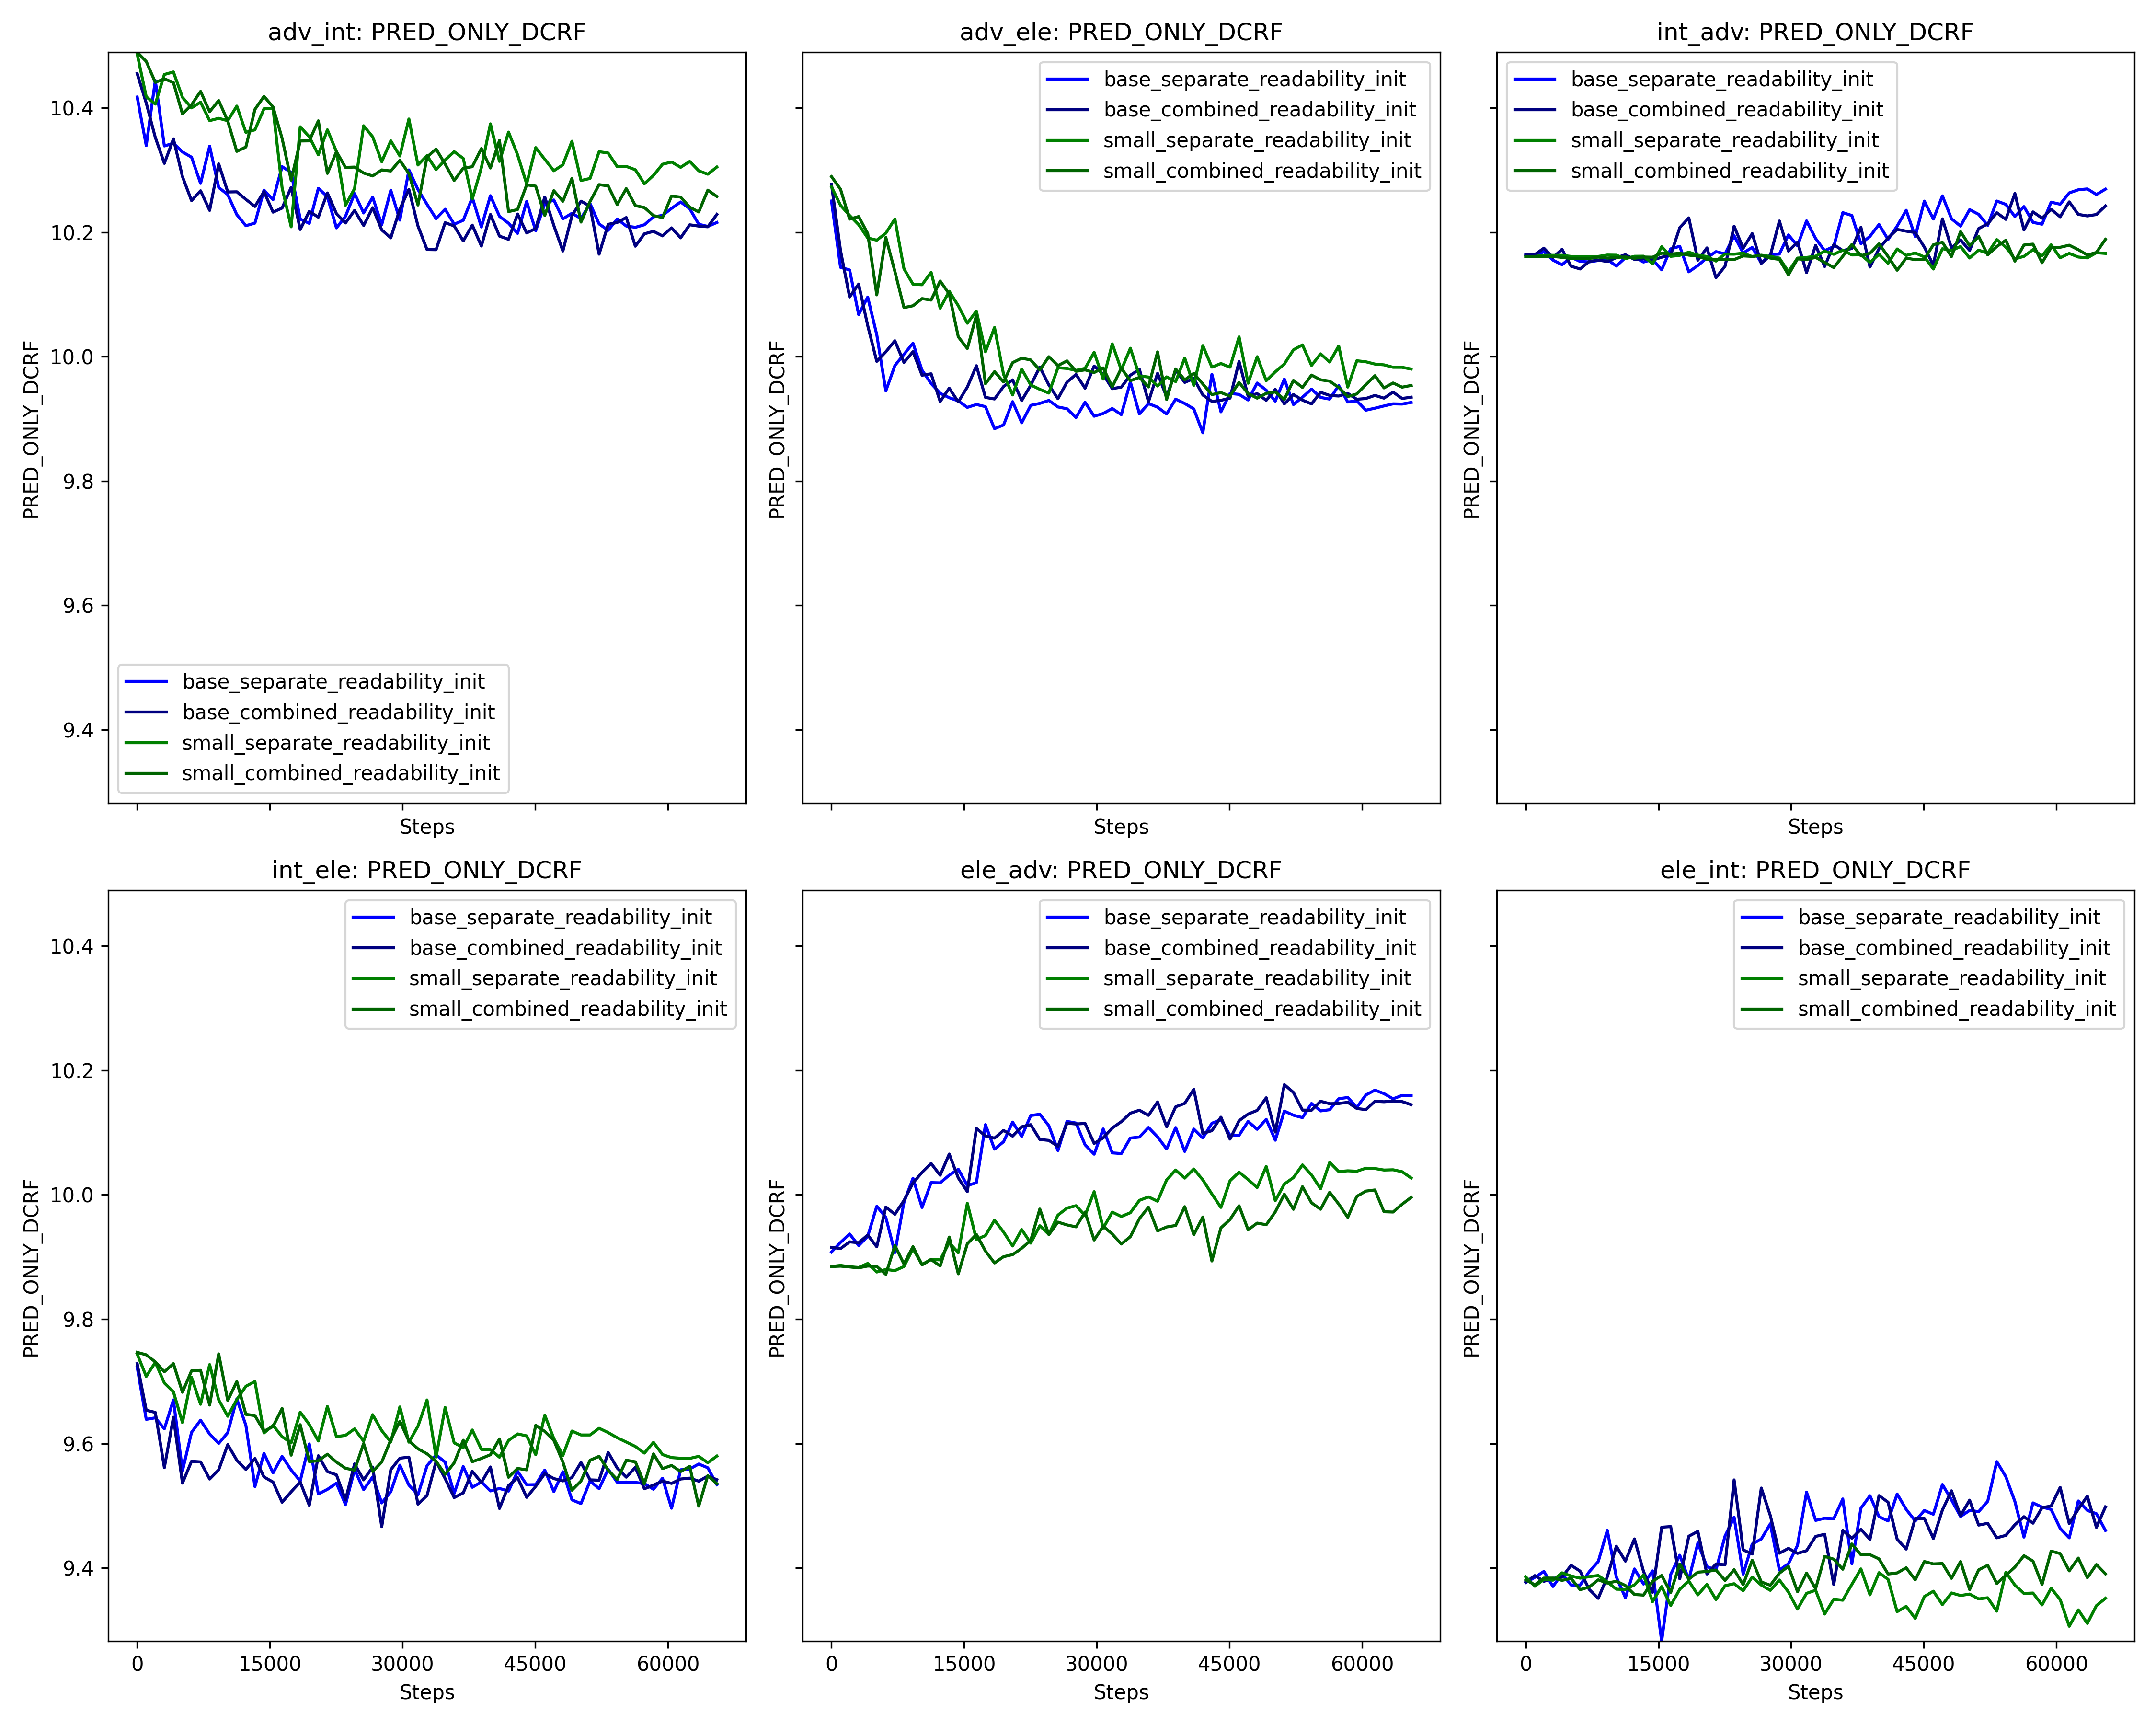 adv_int: PRED_ONLY_DCRF
adv_ele: PRED_ONLY_DCRF
int_adv: PRED_ONLY_DCRF
PRED_ONLY_DCRF
10.4
10.2
10.0
9.8
9.6
9.4
base_separate_readability_init
base_combined_readability_init
small_separate_readability_init
small_combined_readability_init
Steps
PRED_ONLY_DCRF
base_separate_readability_init
base_combined_readability_init
small_separate_readability_init
small_combined_readability_init
Steps
PRED_ONLY_DCRF
base_separate_readability_init
base_combined_readability_init
small_separate_readability_init
small_combined_readability_init
Steps
int_ele: PRED_ONLY_DCRF
ele_adv: PRED_ONLY_DCRF
ele_int: PRED_ONLY_DCRF
PRED_ONLY_DCRF
10.4
10.2
10.0
9.8
9.6
9.4
base_separate_readability_init
base_combined_readability_init
small_separate_readability_init
small_combined_readability_init
0 15000 30000 45000 60000
Steps
PRED_ONLY_DCRF
base_separate_readability_init
base_combined_readability_init
small_separate_readability_init
small_combined_readability_init
0 15000 30000 45000 60000
Steps
PRED_ONLY_DCRF
base_separate_readability_init
base_combined_readability_init
small_separate_readability_init
small_combined_readability_init
0 15000 30000 45000 60000
Steps